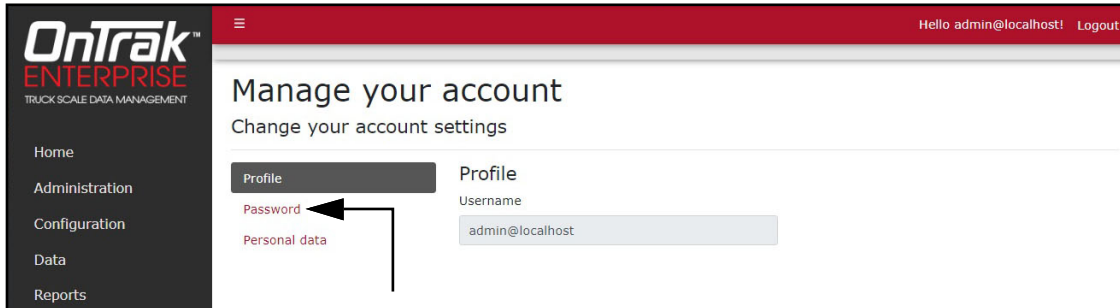 OnTrak™
ENTERPRISE
TRUCK SCALE DATA MANAGEMENT
Home
Administration
Configuration
Data
Reports
☰ Hello admin@localhost! Logout
Manage your account
Change your account settings
Profile
Password
Personal data
Profile
Username
admin@localhost